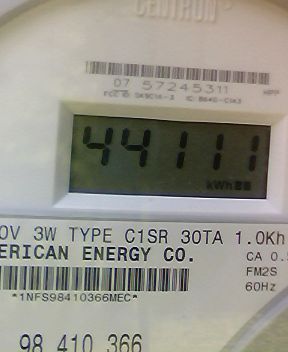 CENTRON
07 57245311
44111
kWh
0V 3W TYPE C1SR 30TA 1.0Kh
ERICAN ENERGY CO.
CA 0.5
FM2S
60Hz
*1NFS98410366MEC*
98 410 366